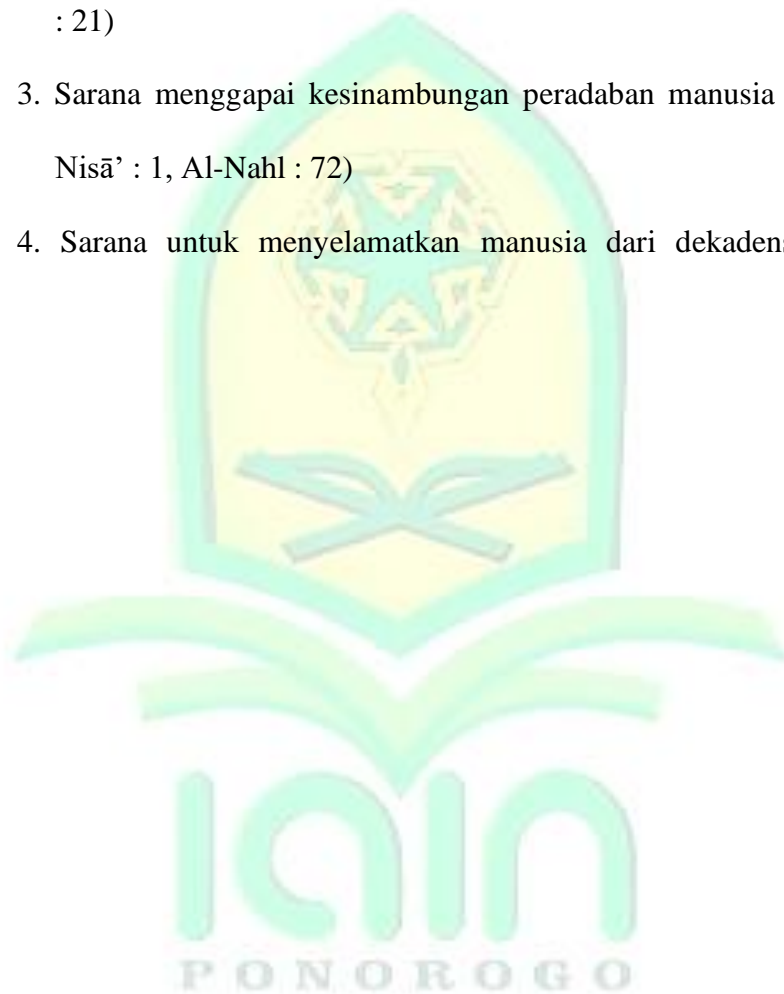 : 21)
3. Sarana menggapai kesinambungan peradaban manusia
Nisā’ : 1, Al-Nahl : 72)
4. Sarana untuk menyelamatkan manusia dari
IAIN
PONOROGO